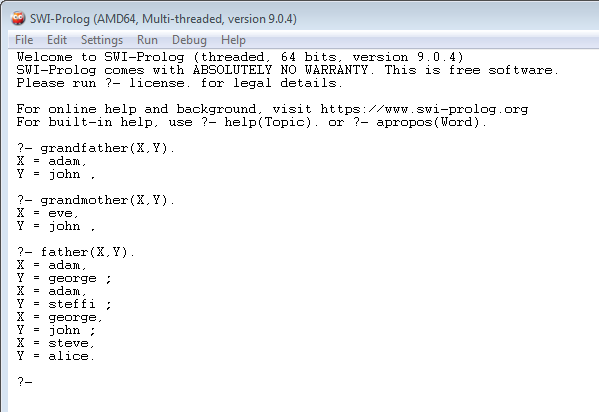 SWI-Prolog (AMD64, Multi-threaded, version 9.0.4)
File Edit Settings Run Debug Help
Welcome to SWI-Prolog (threaded, 64 bits, version 9.0.4)
SWI-Prolog comes with ABSOLUTELY NO WARRANTY. This is free software.
Please run ?- license. for legal details.
For online help and background, visit https://www.swi-prolog.org
For built-in help, use ?- help(Topic). or ?- apropos(Word).
?- grandfather(X,Y).
X = adam,
Y = john ,
?- grandmother(X,Y).
X = eve,
Y = john ,
?- father(X,Y).
X = adam,
Y = george ;
X = adam,
Y = steffi ;
X = george,
Y = john ;
X = steve,
Y = alice.
?-